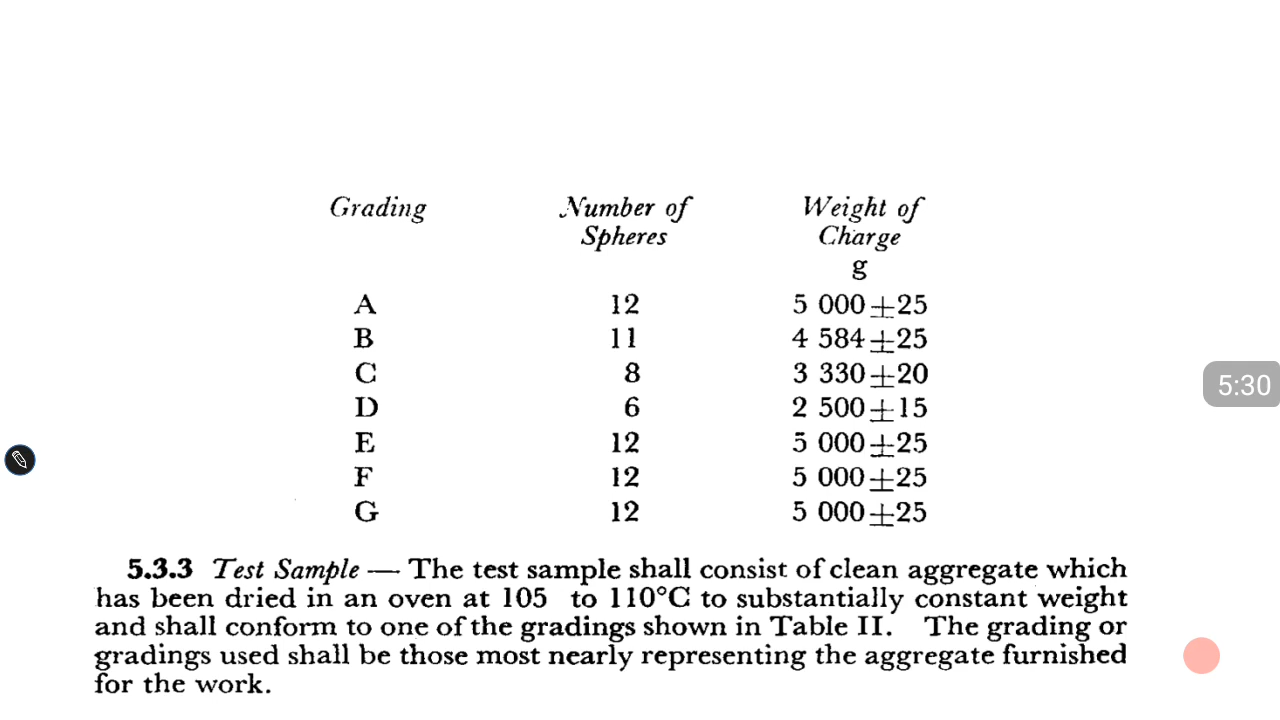 Grading Number of Weight of
Spheres Charge
g
A 12 5 000±25
B 11 4 584±25
C 8 3 330±20
D 6 2 500±15
E 12 5 000±25
F 12 5 000±25
G 12 5 000±25
5:30
5.3.3 Test Sample — The test sample shall consist of clean aggregate which
has been dried in an oven at 105 to 110°C to substantially constant weight
and shall conform to one of the gradings shown in Table II. The grading or
gradings used shall be those most nearly representing the aggregate furnished
for the work.